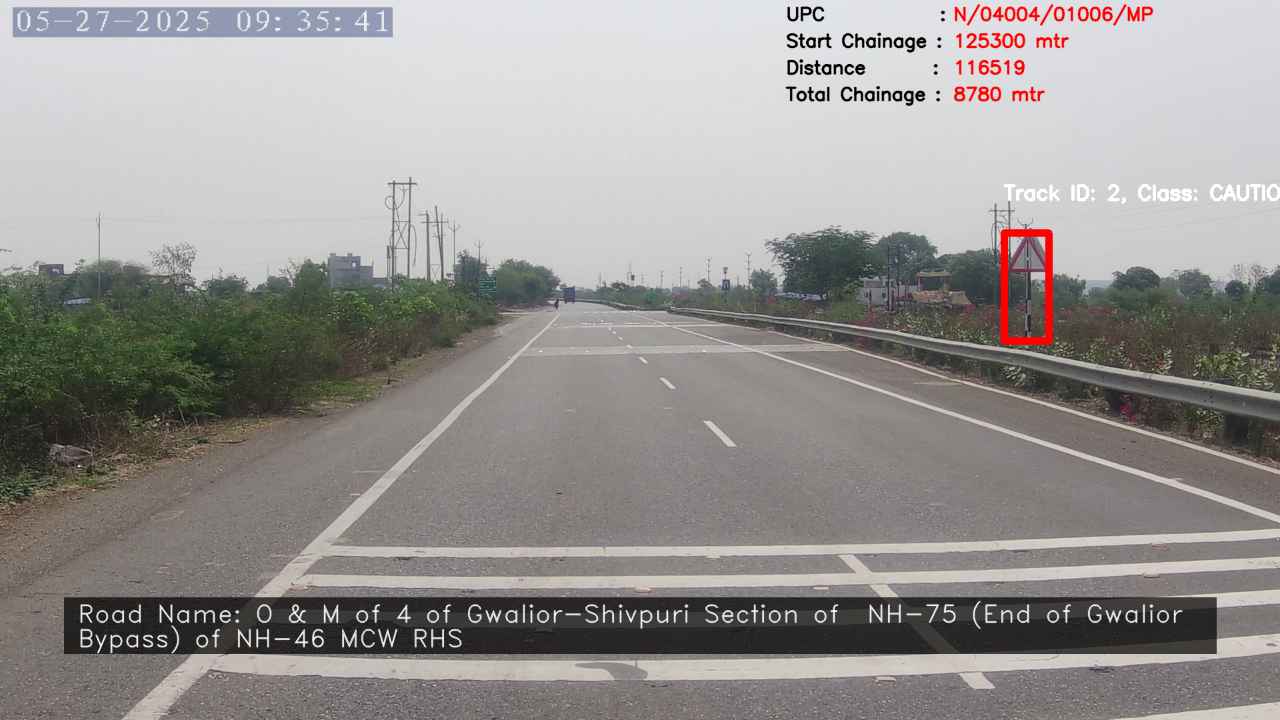 05-27-2025 09:35:41
UPC : N/04004/01006/MP
Start Chainage : 125300 mtr
Distance : 116519
Total Chainage : 8780 mtr
Track ID: 2, Class: CAUTIO
Road Name: O & M of 4 of Gwalior-Shivpuri Section of NH-75 (End of Gwalior
Bypass) of NH-46 MCW RHS